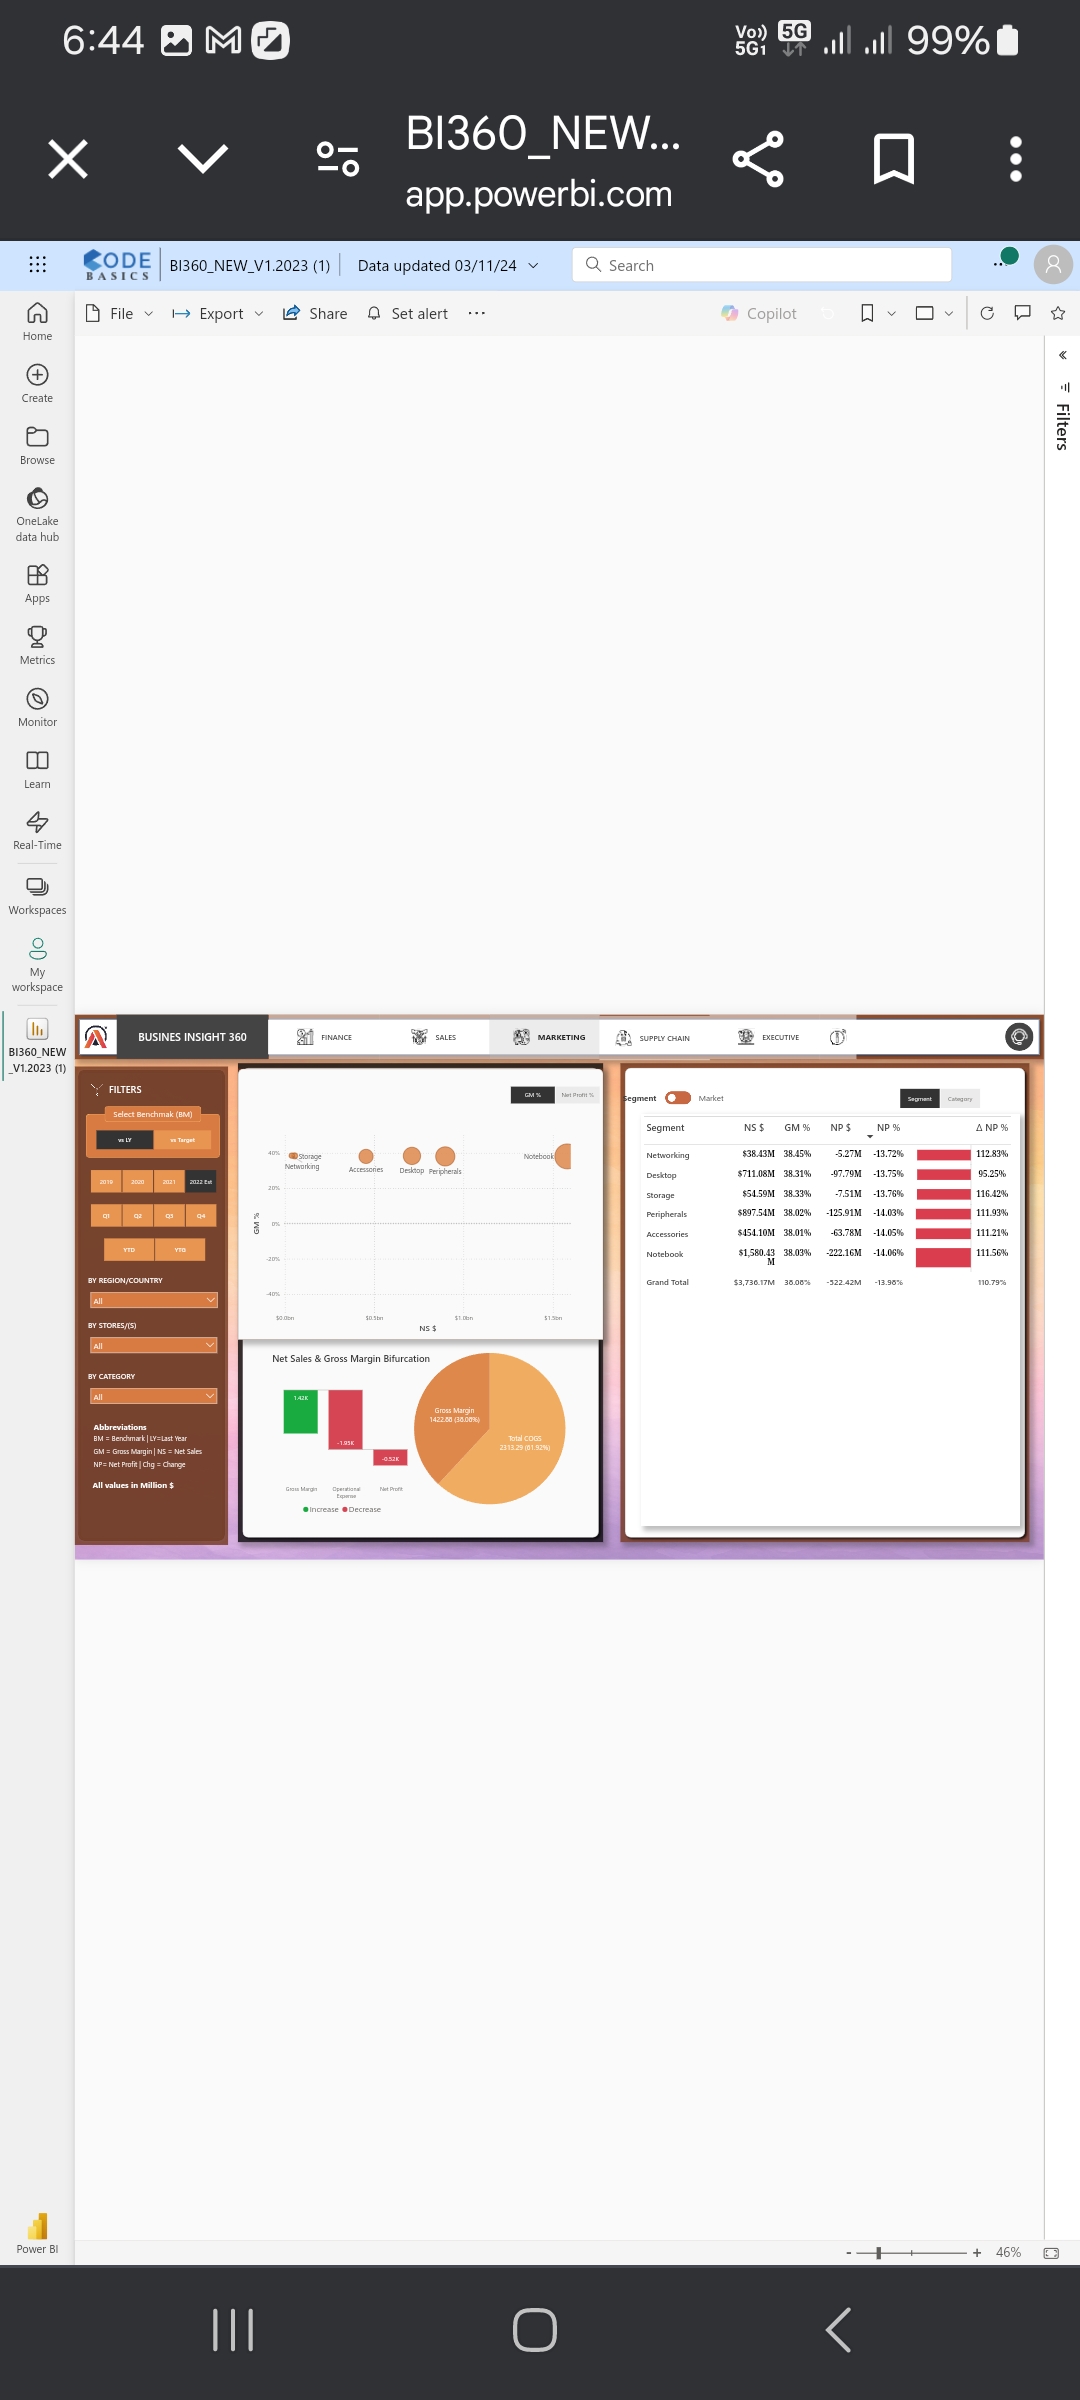 6:44
Vo)) 5G1 5G 99%
BI360_NEW...
app.powerbi.com
CODE BASICS
BI360_NEW_V1.2023 (1)
Data updated 03/11/24
Search
File
Export
Share
Set alert
Copilot
Filters
Home
Create
Browse
OneLake
data hub
Apps
Metrics
Monitor
Learn
Real-Time
Workspaces
My
workspace
BI360_NEW
_V1.2023 (1)
BUSINES INSIGHT 360
FINANCE
SALES
MARKETING
SUPPLY CHAIN
EXECUTIVE
FILTERS
Select Benchmak (BM)
vs LY
vs Target
2019 2020 2021 2022 Est
Q1 Q2 Q3 Q4
YTD YTG
BY REGION/COUNTRY
All
BY STORES/(S)
All
BY CATEGORY
All
Abbreviations
BM = Benchmark | LY=Last Year
GM = Gross Margin | NS = Net Sales
NP= Net Profit | Chg = Change
All values in Million $
GM % Net Profit %
GM %
40%
20%
0%
-20%
-40%
Storage
Networking
Accessories
Desktop
Peripherals
Notebook
$0.0bn $0.5bn $1.0bn $1.5bn
NS $
Net Sales & Gross Margin Bifurcation
1.42K
-1.95K
-0.52K
Gross Margin
Operational
Expense
Net Profit
Increase Decrease
Gross Margin
1422.88 (38.08%)
Total COGS
2313.29 (61.92%)
Segment Market
Segment Category
Segment NS $ GM % NP $ NP % Δ NP %
Networking $38.43M 38.45% -5.27M -13.72% 112.83%
Desktop $711.08M 38.31% -97.79M -13.75% 95.25%
Storage $54.59M 38.33% -7.51M -13.76% 116.42%
Peripherals $897.54M 38.02% -125.91M -14.03% 111.93%
Accessories $454.10M 38.01% -63.78M -14.05% 111.21%
Notebook $1,580.43 38.03% -222.16M -14.06% 111.56%
M
Grand Total $3,736.17M 38.08% -522.42M -13.98% 110.79%
Power BI
- + 46%